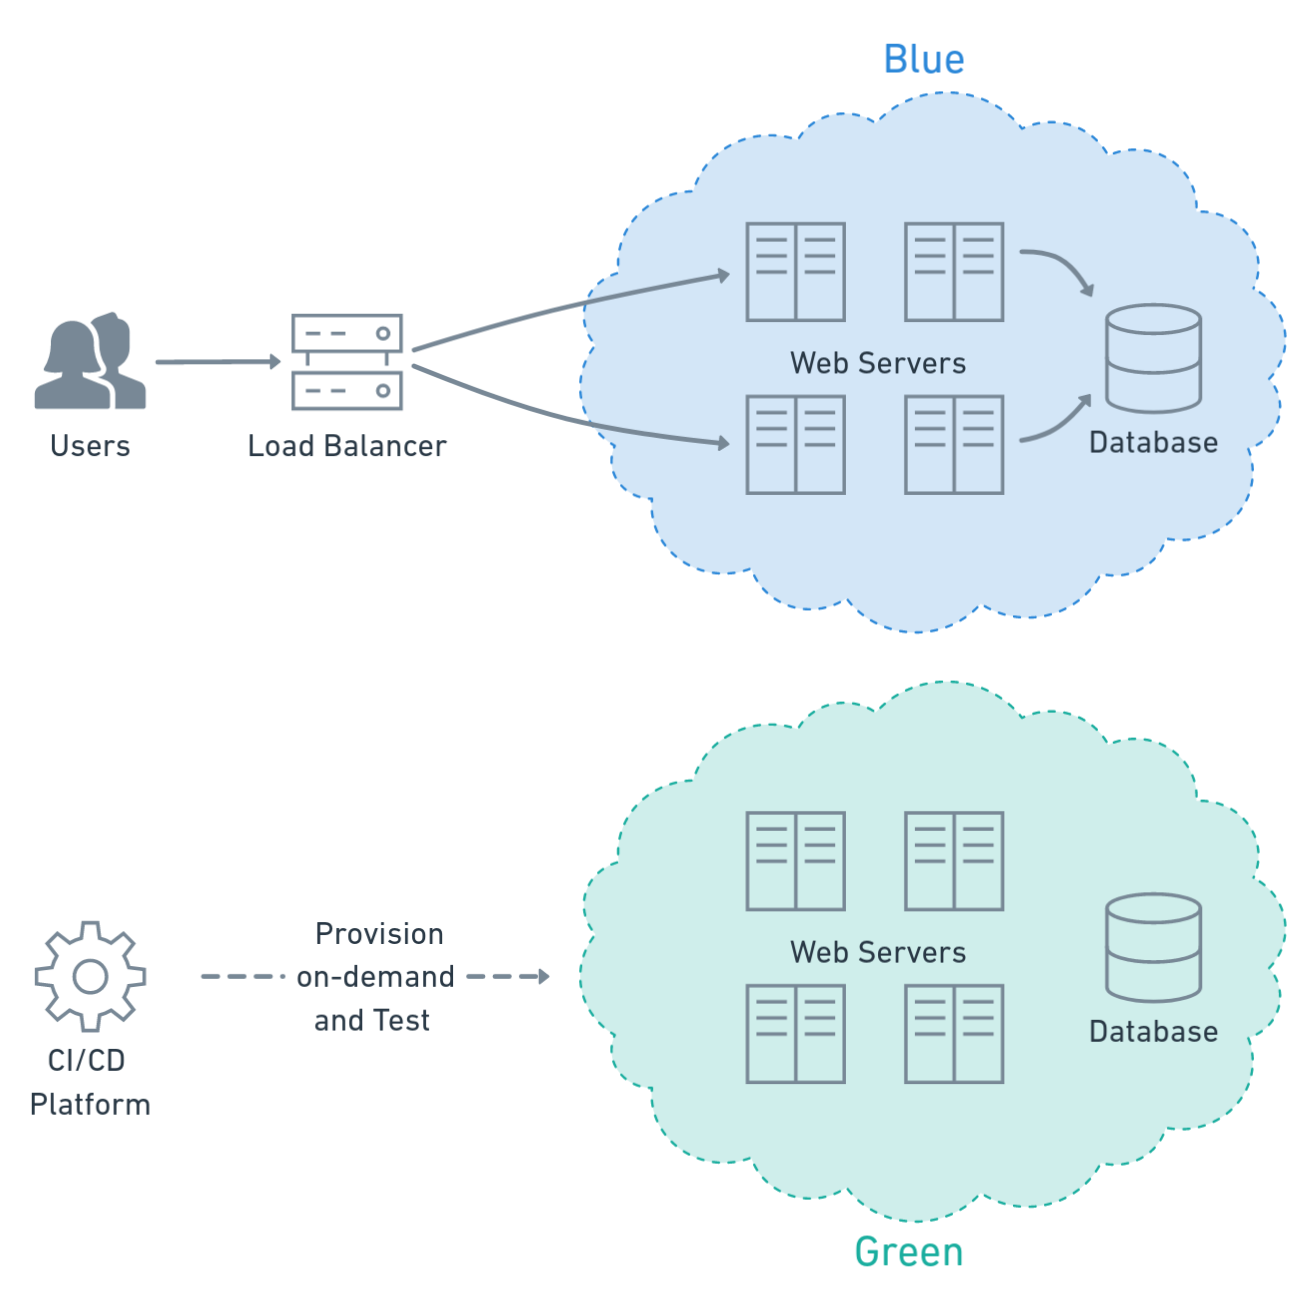 Blue
Users
Load Balancer
Web Servers
Database
Provision
on-demand
and Test
CI/CD
Platform
Web Servers
Database
Green